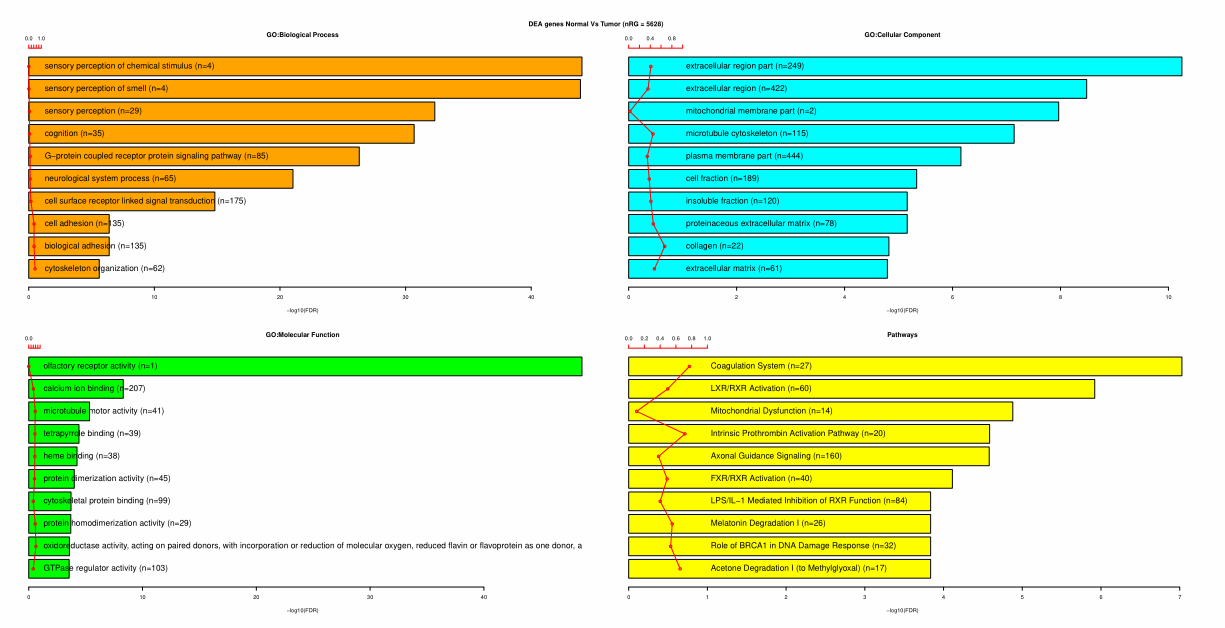 DEA genes Normal Vs Tumor (nRG = 5628)
GO:Biological Process
0.0 1.0
sensory perception of chemical stimulus (n=4)
sensory perception of smell (n=4)
sensory perception (n=29)
cognition (n=35)
G−protein coupled receptor protein signaling pathway (n=85)
neurological system process (n=65)
cell surface receptor linked signal transduction (n=175)
cell adhesion (n=135)
biological adhesion (n=135)
cytoskeleton organization (n=62)
0 10 20 30 40
−log10(FDR)
GO:Cellular Component
0.0 0.4 0.8
extracellular region part (n=249)
extracellular region (n=422)
mitochondrial membrane part (n=2)
microtubule cytoskeleton (n=115)
plasma membrane part (n=444)
cell fraction (n=189)
insoluble fraction (n=120)
proteinaceous extracellular matrix (n=78)
collagen (n=22)
extracellular matrix (n=61)
0 2 4 6 8 10
−log10(FDR)
GO:Molecular Function
0.0
olfactory receptor activity (n=1)
calcium ion binding (n=207)
microtubule motor activity (n=41)
tetrapyrrole binding (n=39)
heme binding (n=38)
protein dimerization activity (n=45)
cytoskeletal protein binding (n=99)
protein homodimerization activity (n=29)
oxidoreductase activity, acting on paired donors, with incorporation or reduction of molecular oxygen, reduced flavin or flavoprotein as one donor, a
GTPase regulator activity (n=103)
0 10 20 30 40
−log10(FDR)
Pathways
0.0 0.2 0.4 0.6 0.8 1.0
Coagulation System (n=27)
LXR/RXR Activation (n=60)
Mitochondrial Dysfunction (n=14)
Intrinsic Prothrombin Activation Pathway (n=20)
Axonal Guidance Signaling (n=160)
FXR/RXR Activation (n=40)
LPS/IL−1 Mediated Inhibition of RXR Function (n=84)
Melatonin Degradation I (n=26)
Role of BRCA1 in DNA Damage Response (n=32)
Acetone Degradation I (to Methylglyoxal) (n=17)
0 1 2 3 4 5 6 7
−log10(FDR)